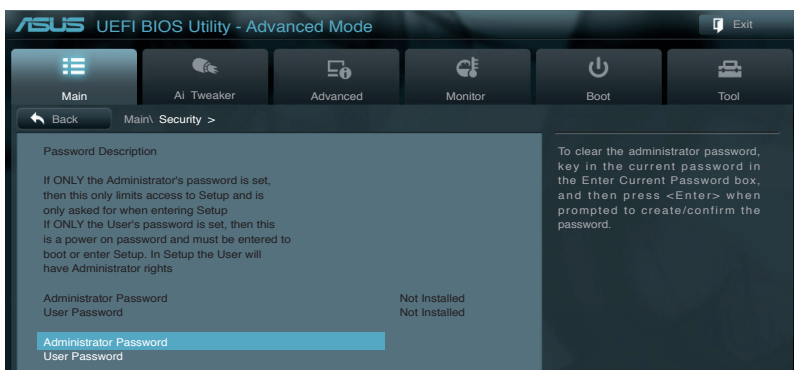 ASUS UEFI BIOS Utility - Advanced Mode
Exit
Main
Ai Tweaker
Advanced
Monitor
Boot
Tool
Back
Main\ Security >
Password Description
If ONLY the Administrator's password is set,
then this only limits access to Setup and is
only asked for when entering Setup
If ONLY the User's password is set, then this
is a power on password and must be entered to
boot or enter Setup. In Setup the User will
have Administrator rights
Administrator Password Not Installed
User Password Not Installed
Administrator Password
User Password
To clear the administrator password,
key in the current password in
the Enter Current Password box,
and then press <Enter> when
prompted to create/confirm the
password.